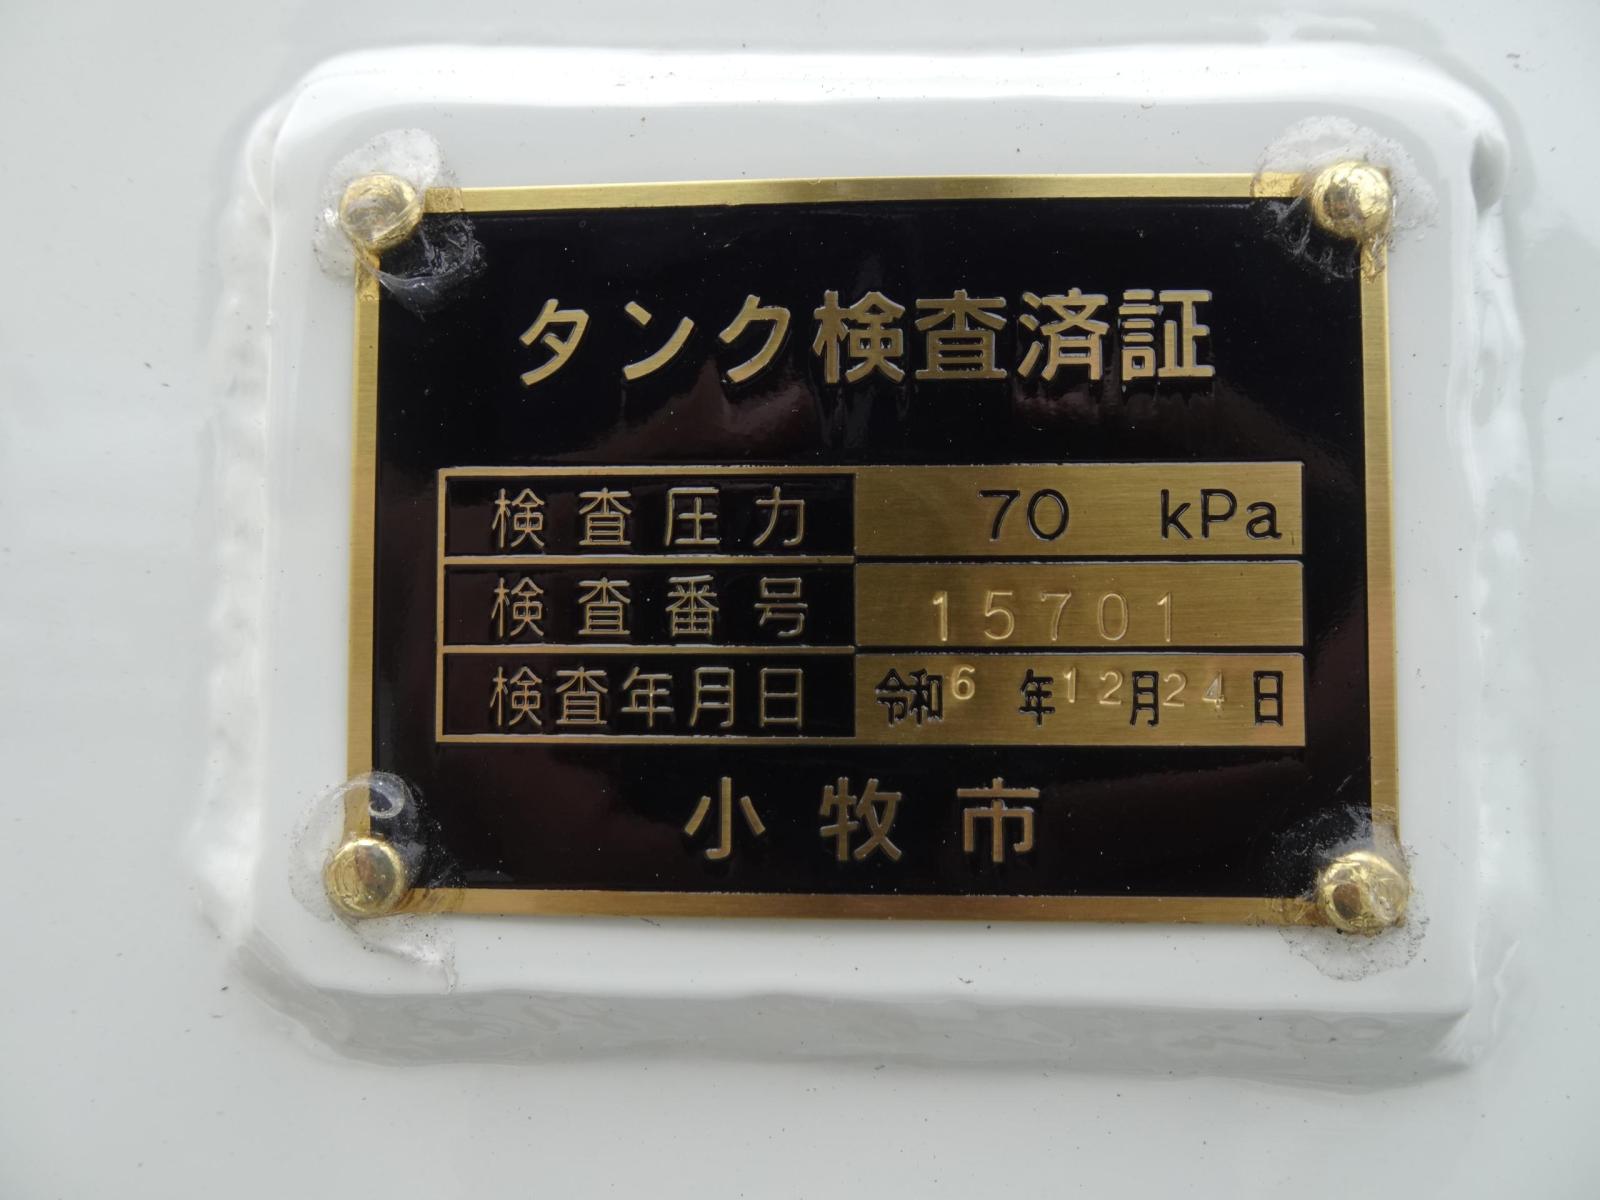 タンク検査済証
検査圧力 70 kPa
検査番号 15701
検査年月日 令和6年12月24日
小牧市